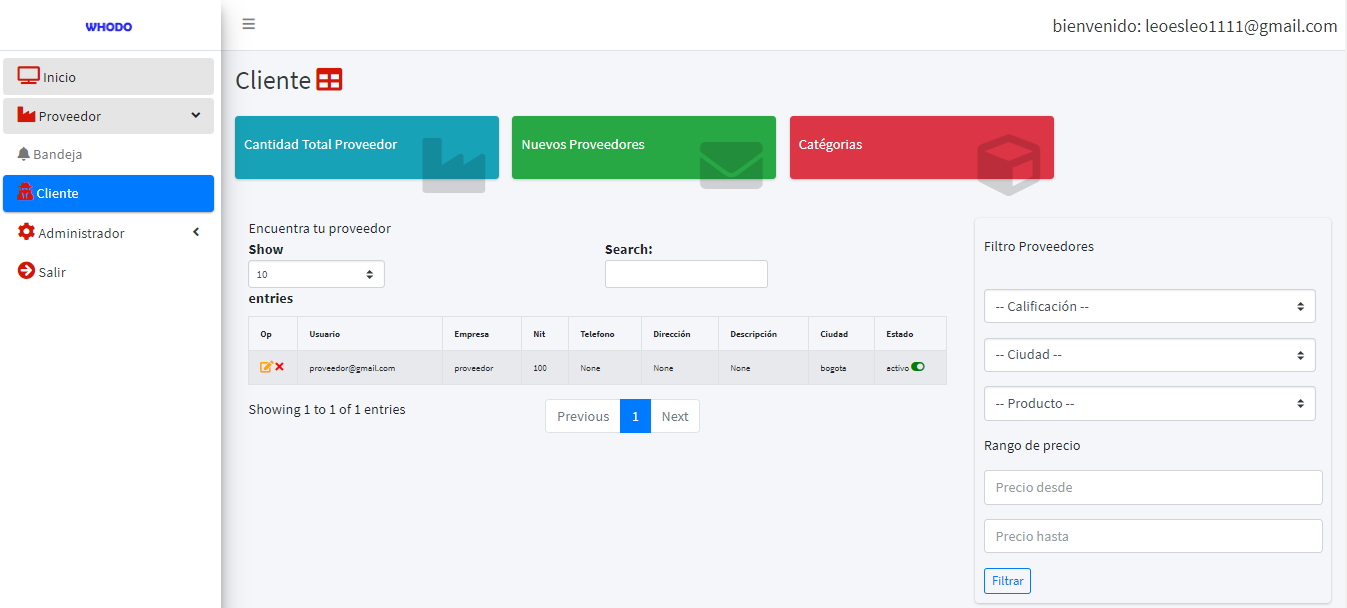 WHODO
bienvenido: leoesleo1111@gmail.com
Inicio
Proveedor
Bandeja
Cliente
Administrador
Salir
Cliente
Cantidad Total Proveedor
Nuevos Proveedores
Catégorias
Encuentra tu proveedor
Show
10
entries
Search:
Op Usuario Empresa Nit Telefono Dirección Descripción Ciudad Estado
proveedor@gmail.com proveedor 100 None None None bogota activo
Showing 1 to 1 of 1 entries
Previous 1 Next
Filtro Proveedores
-- Calificación --
-- Ciudad --
-- Producto --
Rango de precio
Precio desde
Precio hasta
Filtrar